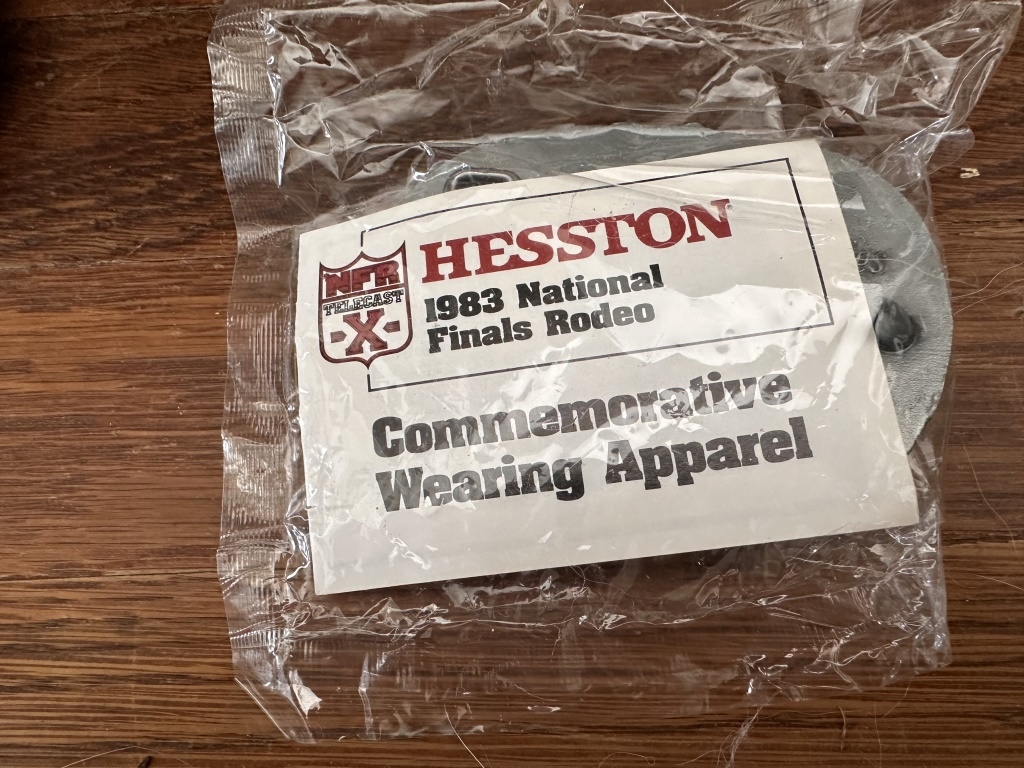 NFR
TELECAST
-X-
HESSTON
1983 National
Finals Rodeo
Commemorative
Wearing Apparel